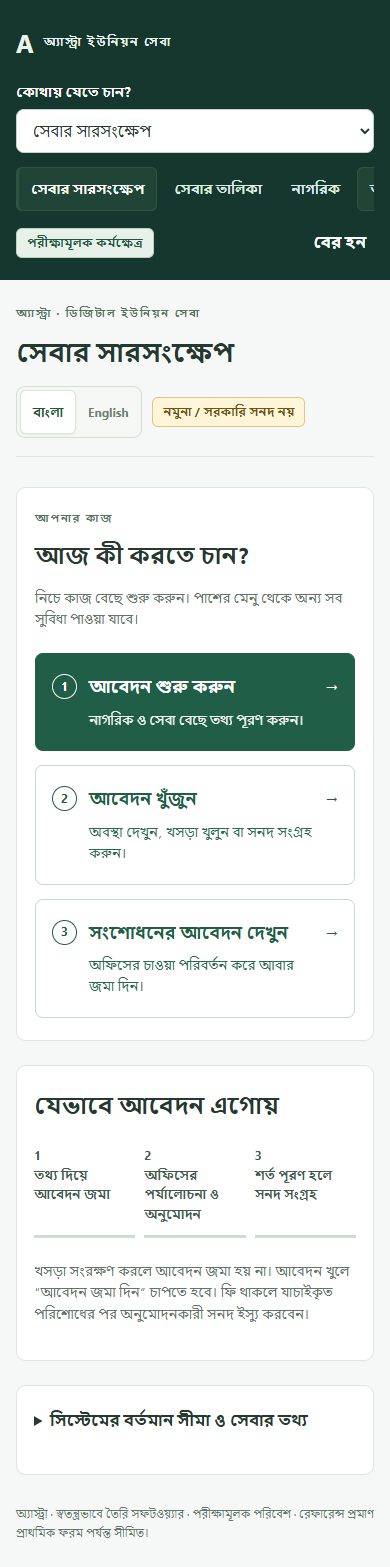 A অ্যাস্ট্রা ইউনিয়ন সেবা
কোথায় যেতে চান?
সেবার সারসংক্ষেপ
সেবার সারসংক্ষেপ সেবার তালিকা নাগরিক
পরীক্ষামূলক কর্মক্ষেত্র বের হন
অ্যাস্ট্রা · ডিজিটাল ইউনিয়ন সেবা
সেবার সারসংক্ষেপ
বাংলা English নমুনা / সরকারি সনদ নয়
আপনার কাজ
আজ কী করতে চান?
নিচে কাজ বেছে শুরু করুন। পাশের মেনু থেকে অন্য সব
সুবিধা পাওয়া যাবে।
1 আবেদন শুরু করুন →
নাগরিক ও সেবা বেছে তথ্য পূরণ করুন।
2 আবেদন খুঁজুন →
অবস্থা দেখুন, খসড়া খুলুন বা সনদ সংগ্রহ
করুন।
3 সংশোধনের আবেদন দেখুন →
অফিসের চাওয়া পরিবর্তন করে আবার
জমা দিন।
যেভাবে আবেদন এগোয়
1
তথ্য দিয়ে
আবেদন জমা
2
অফিসের
পর্যালোচনা ও
অনুমোদন
3
শর্ত পূরণ হলে
সনদ সংগ্রহ
খসড়া সংরক্ষণ করলে আবেদন জমা হয় না। আবেদন খুলে
“আবেদন জমা দিন” চাপতে হবে। ফি থাকলে যাচাইকৃত
পরিশোধের পর অনুমোদনকারী সনদ ইস্যু করবেন।
▶ সিস্টেমের বর্তমান সীমা ও সেবার তথ্য
অ্যাস্ট্রা · স্বতন্ত্রভাবে তৈরি সফটওয়্যার · পরীক্ষামূলক পরিবেশ · রেফারেন্স প্রমাণ
প্রাথমিক ফরম পর্যন্ত সীমিত।